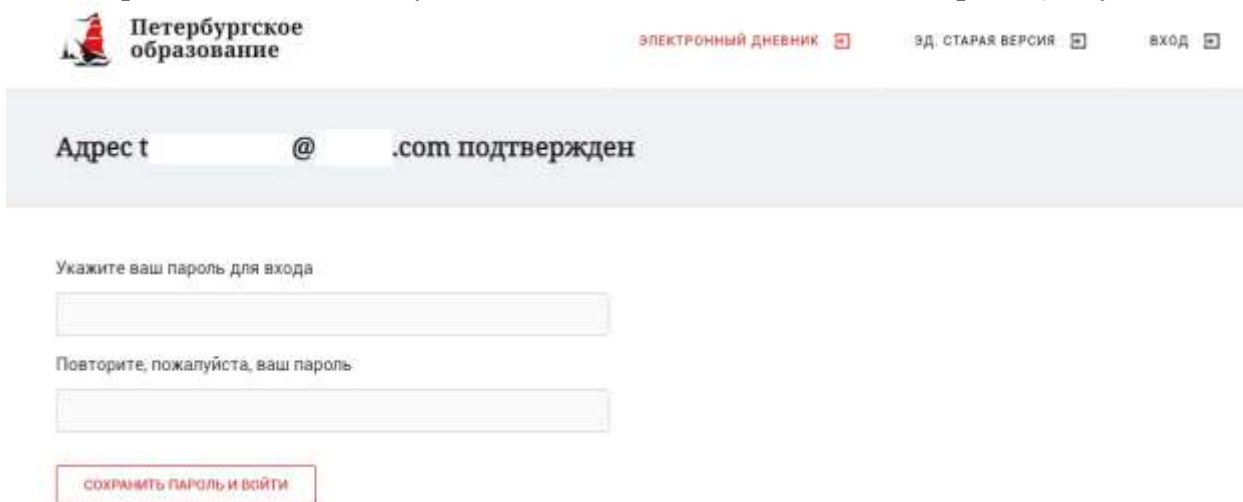 Петербургское
образование
ЭЛЕКТРОННЫЙ ДНЕВНИК
ЭД. СТАРАЯ ВЕРСИЯ
ВХОД
Адрес t @ .com подтвержден
Укажите ваш пароль для входа
Повторите, пожалуйста, ваш пароль
СОХРАНИТЬ ПАРОЛЬ И ВОЙТИ